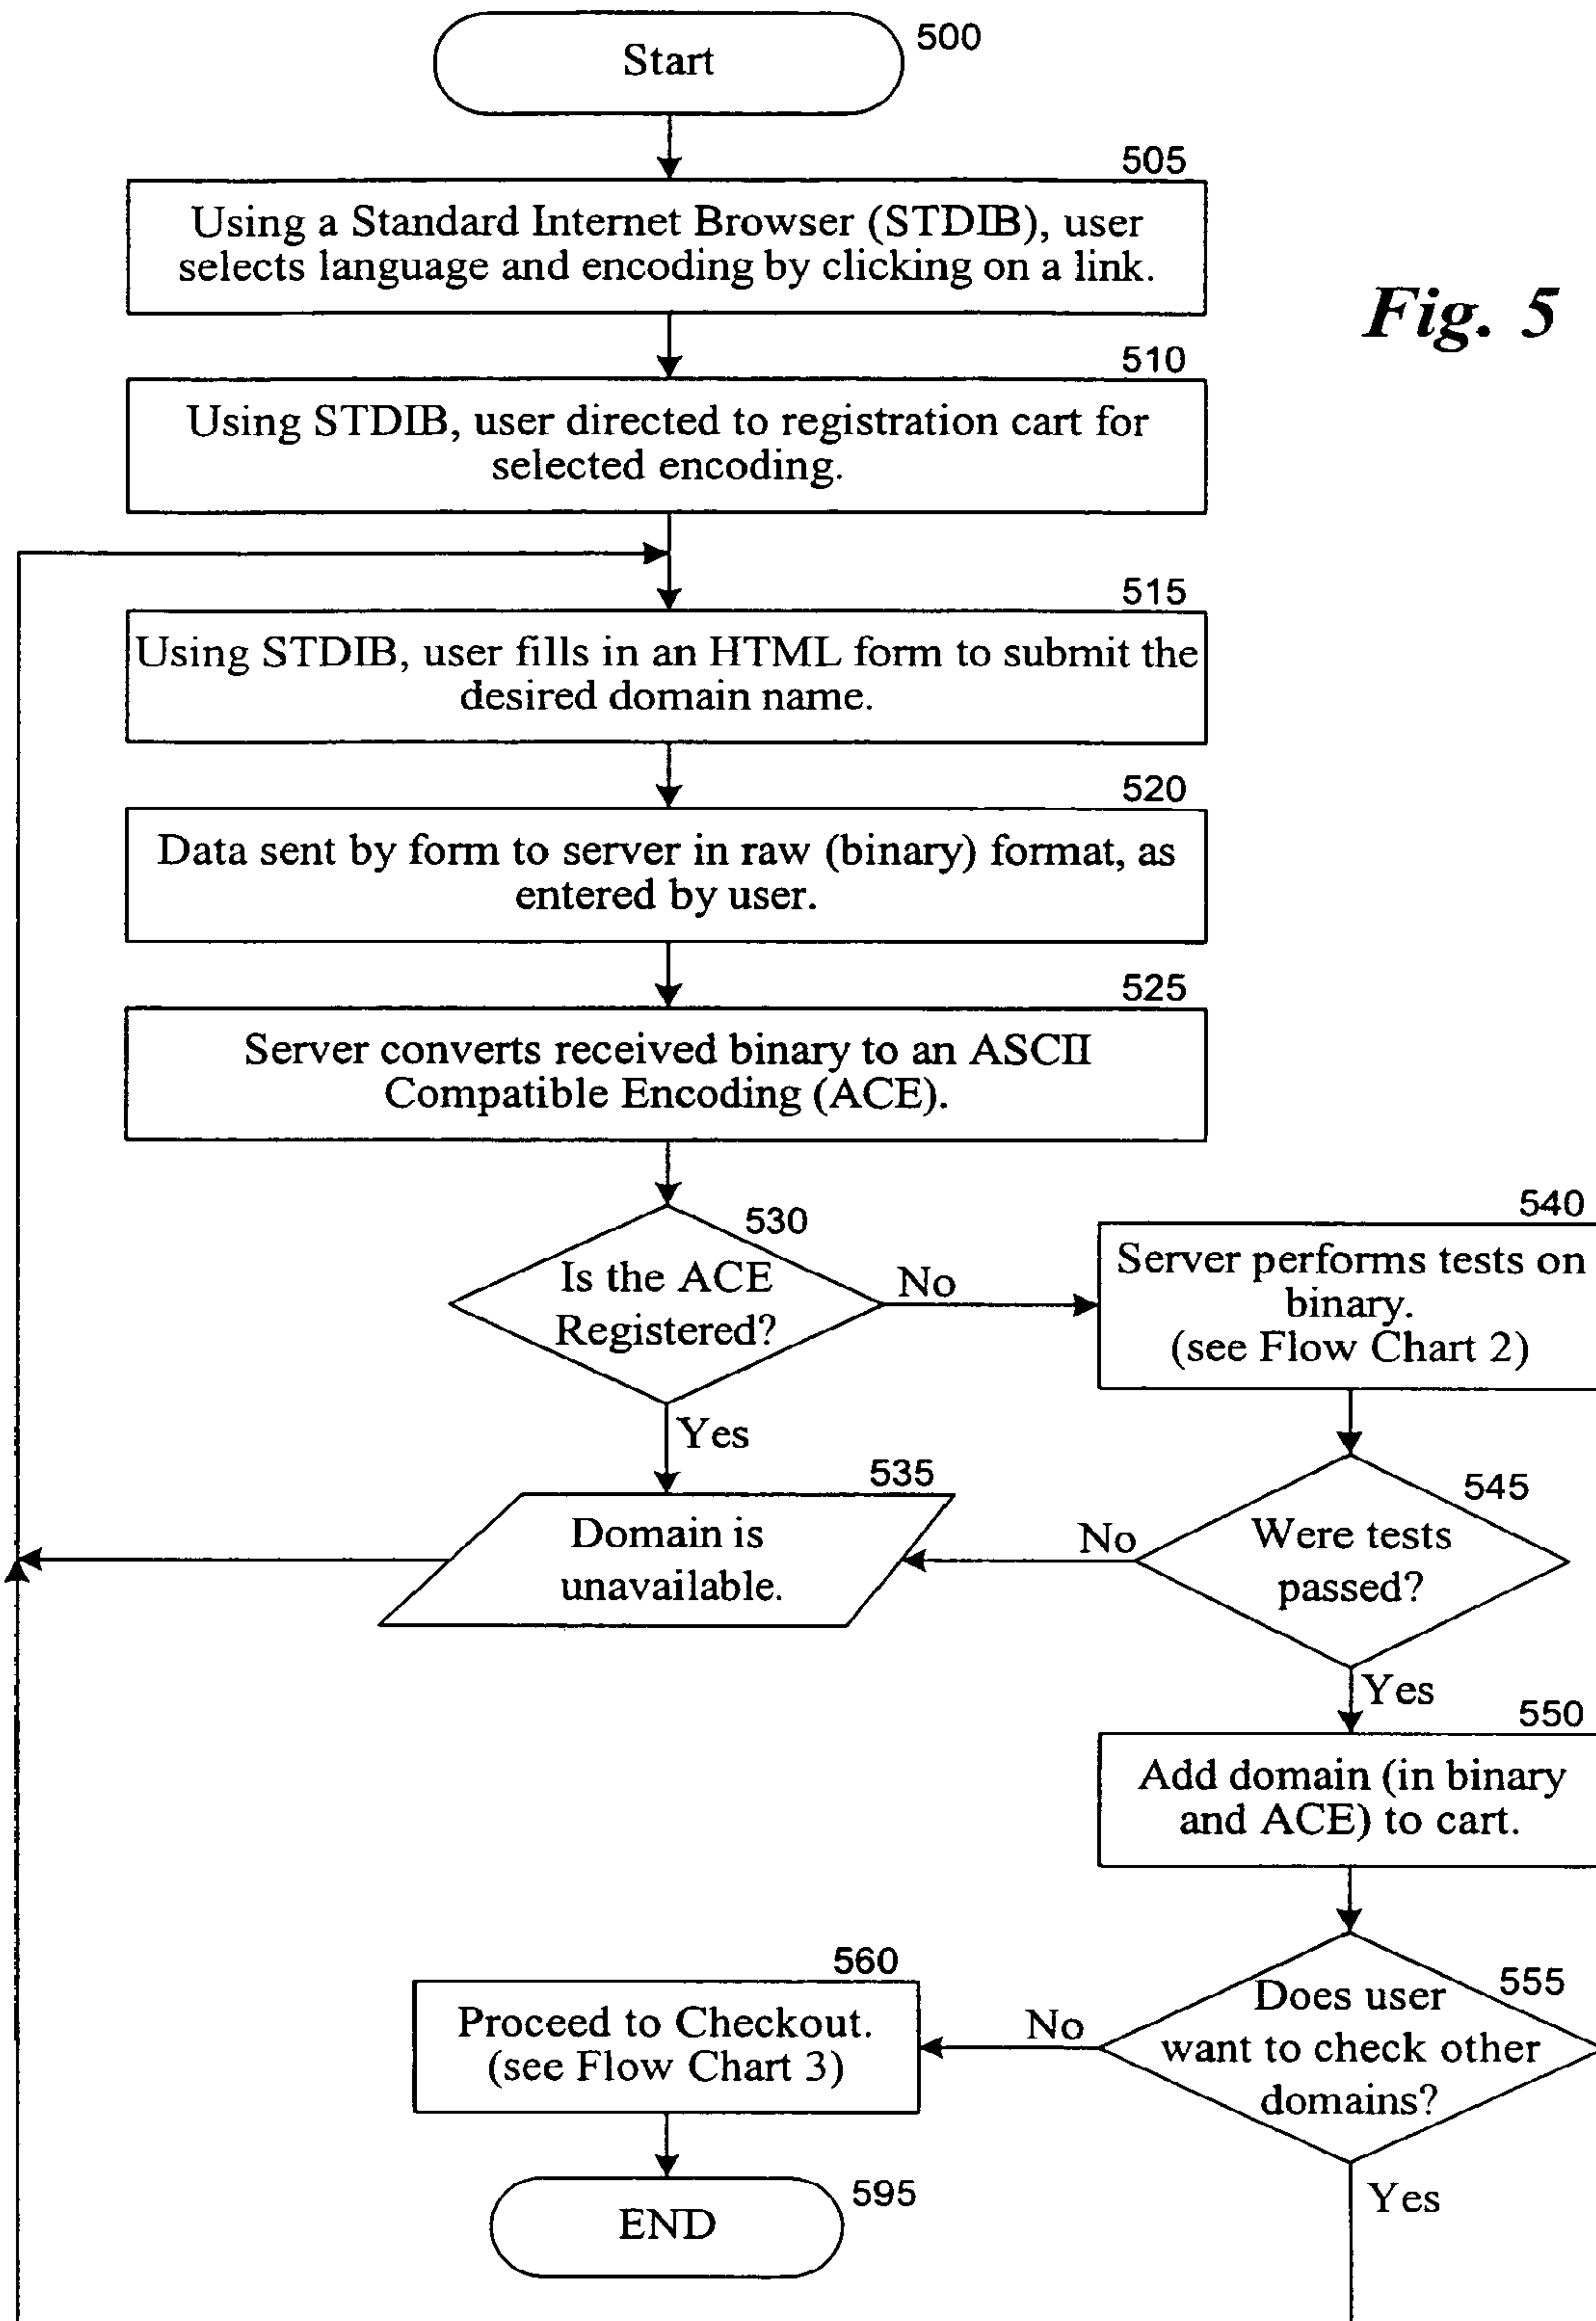 Start
500
505
Using a Standard Internet Browser (STDIB), user
selects language and encoding by clicking on a link.
Fig. 5
510
Using STDIB, user directed to registration cart for
selected encoding.
515
Using STDIB, user fills in an HTML form to submit the
desired domain name.
520
Data sent by form to server in raw (binary) format, as
entered by user.
525
Server converts received binary to an ASCII
Compatible Encoding (ACE).
530
Is the ACE
Registered?
No
540
Server performs tests on
binary.
(see Flow Chart 2)
Yes
535
Domain is
unavailable.
No
545
Were tests
passed?
Yes
550
Add domain (in binary
and ACE) to cart.
555
Does user
want to check other
domains?
No
560
Proceed to Checkout.
(see Flow Chart 3)
595
END
Yes